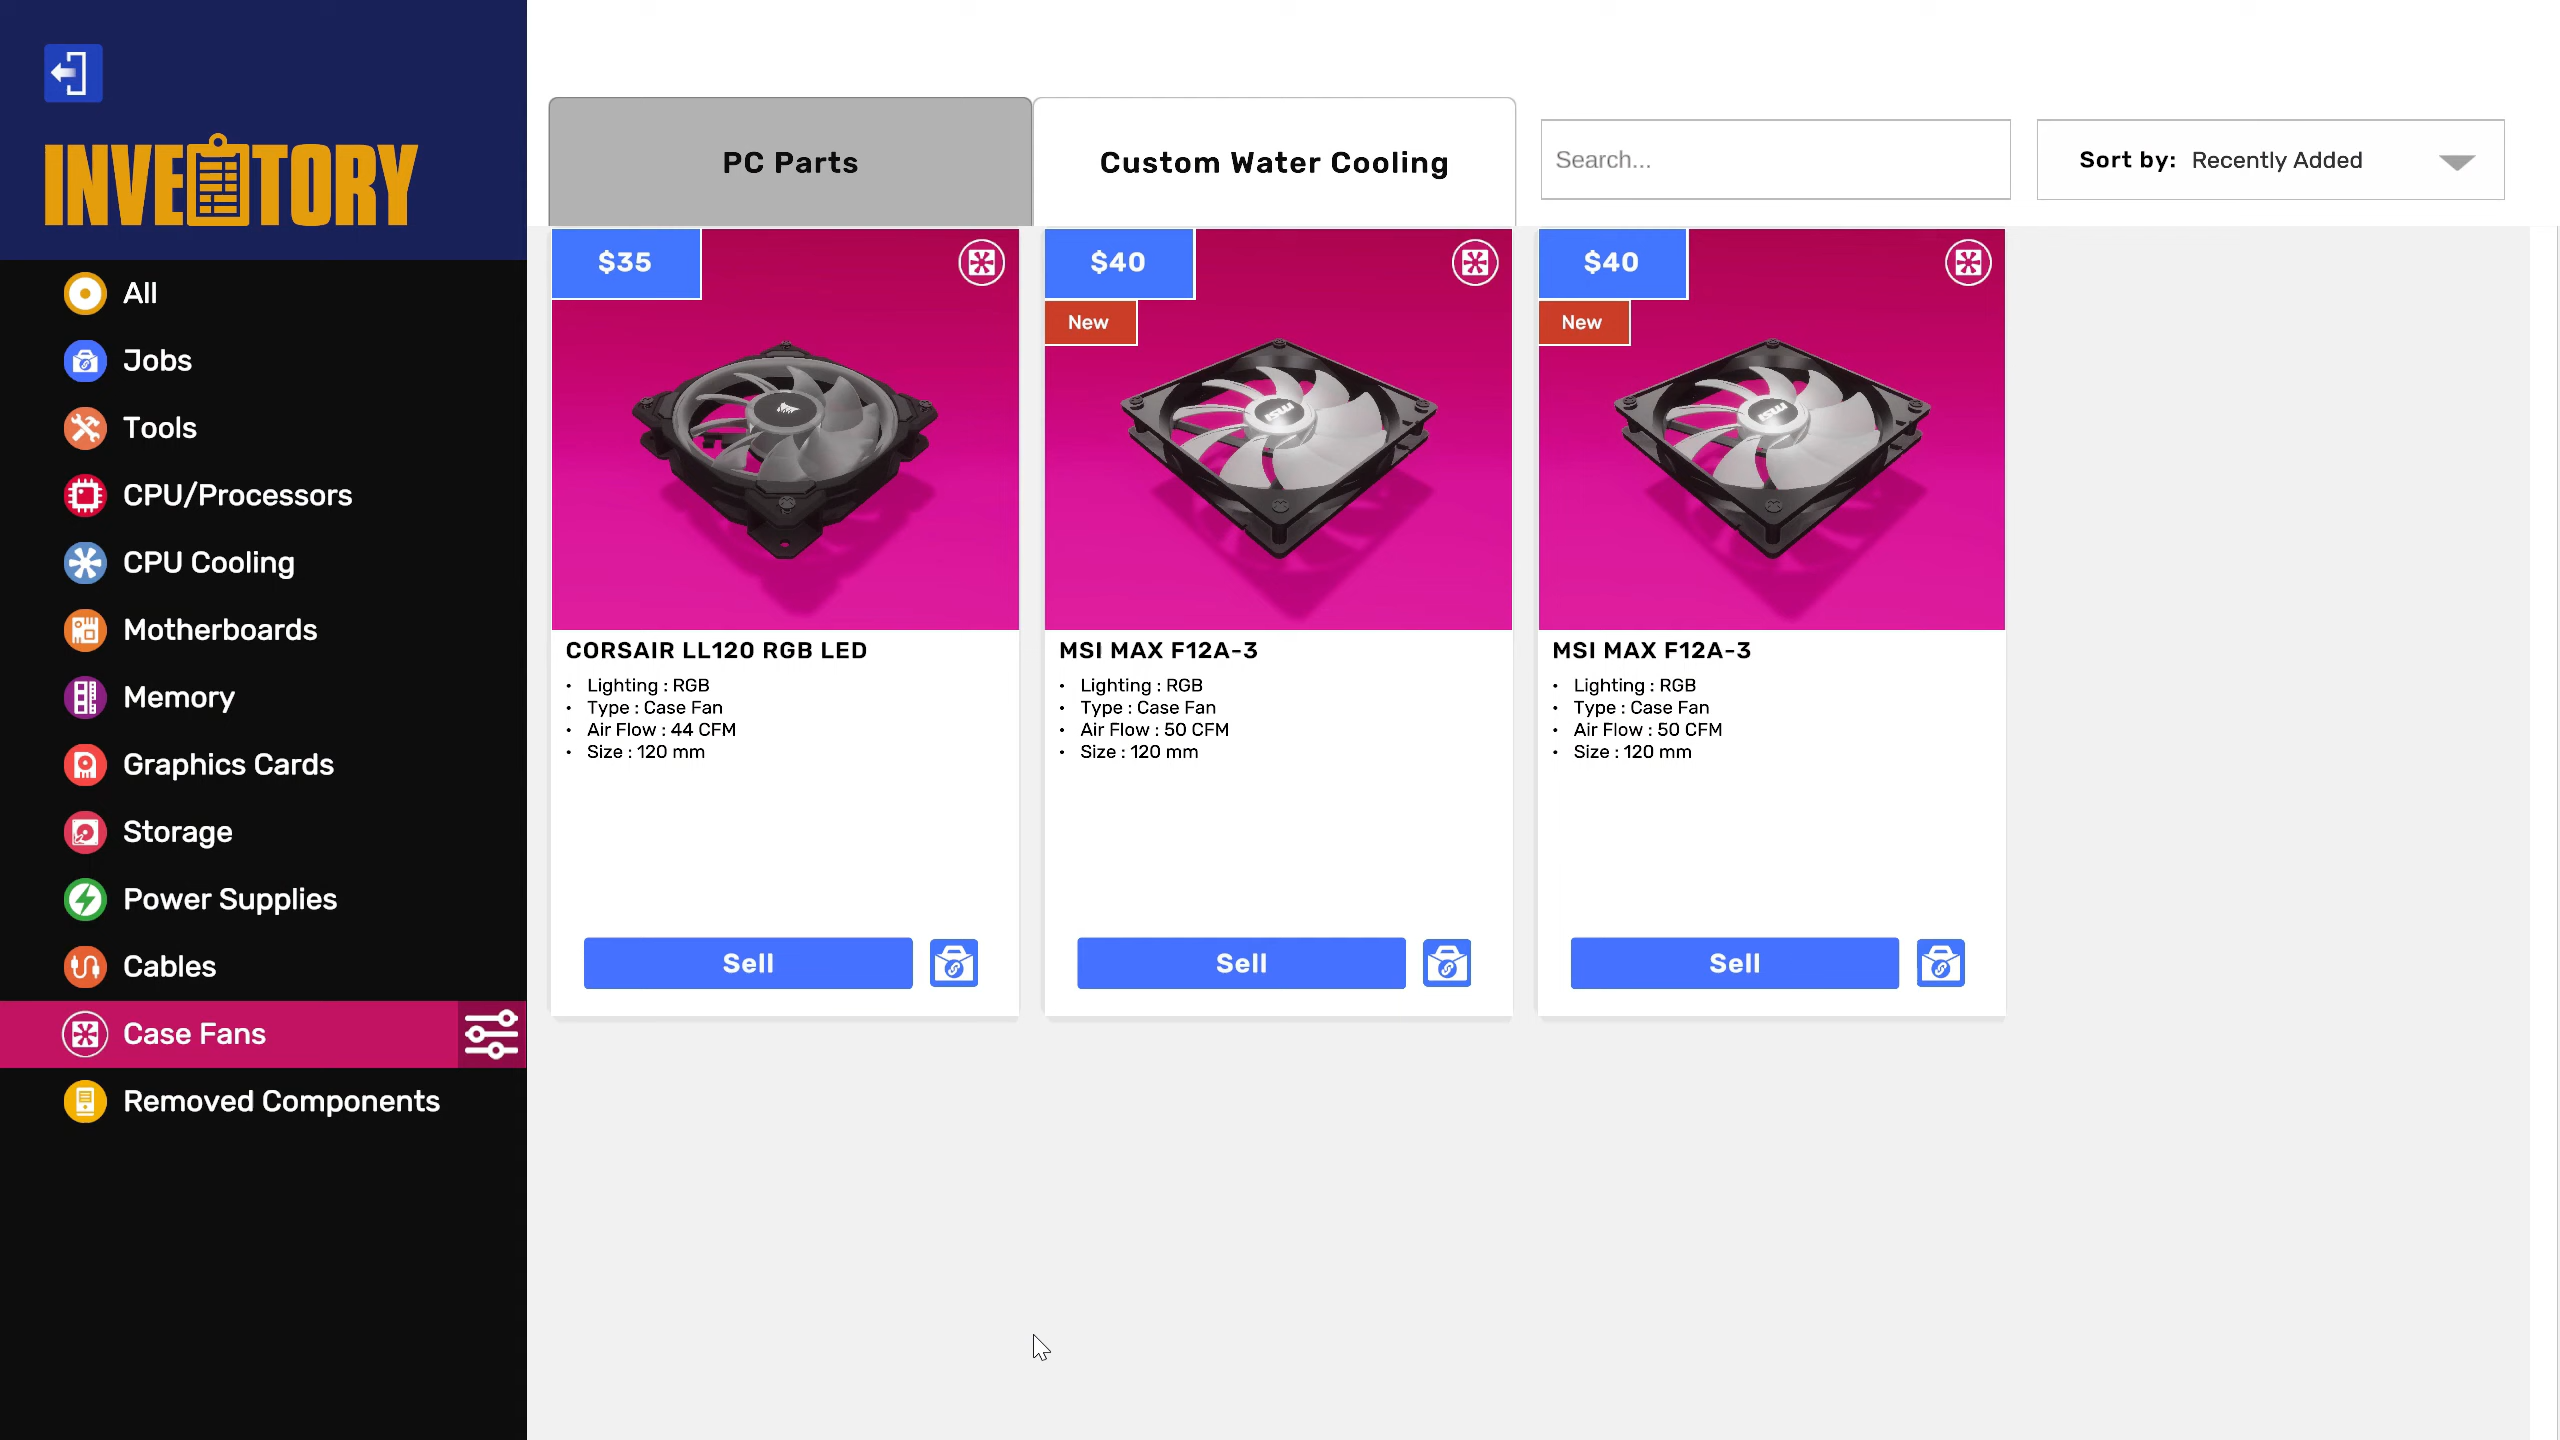 INVENTORY
All
Jobs
Tools
CPU/Processors
CPU Cooling
Motherboards
Memory
Graphics Cards
Storage
Power Supplies
Cables
Case Fans
Removed Components
PC Parts
Custom Water Cooling
Search...
Sort by: Recently Added
$35
CORSAIR LL120 RGB LED
• Lighting : RGB
• Type : Case Fan
• Air Flow : 44 CFM
• Size : 120 mm
Sell
$40
New
msi
MSI MAX F12A-3
• Lighting : RGB
• Type : Case Fan
• Air Flow : 50 CFM
• Size : 120 mm
Sell
$40
New
msi
MSI MAX F12A-3
• Lighting : RGB
• Type : Case Fan
• Air Flow : 50 CFM
• Size : 120 mm
Sell